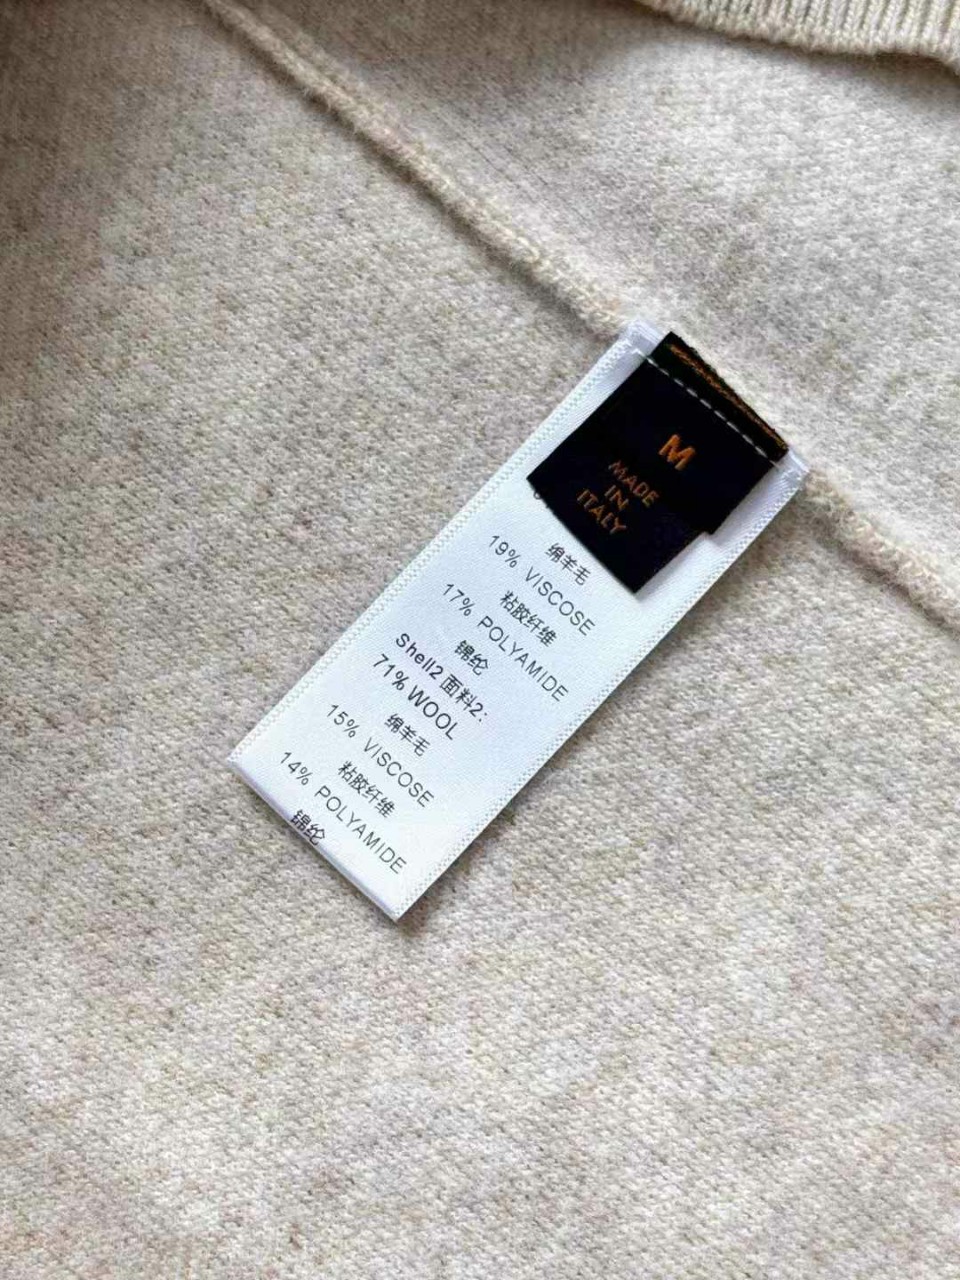 M
MADE
IN
ITALY
绵羊毛
19% VISCOSE
粘胶纤维
17% POLYAMIDE
锦纶
Shell2 面料2:
71% WOOL
绵羊毛
15% VISCOSE
粘胶纤维
14% POLYAMIDE
锦纶